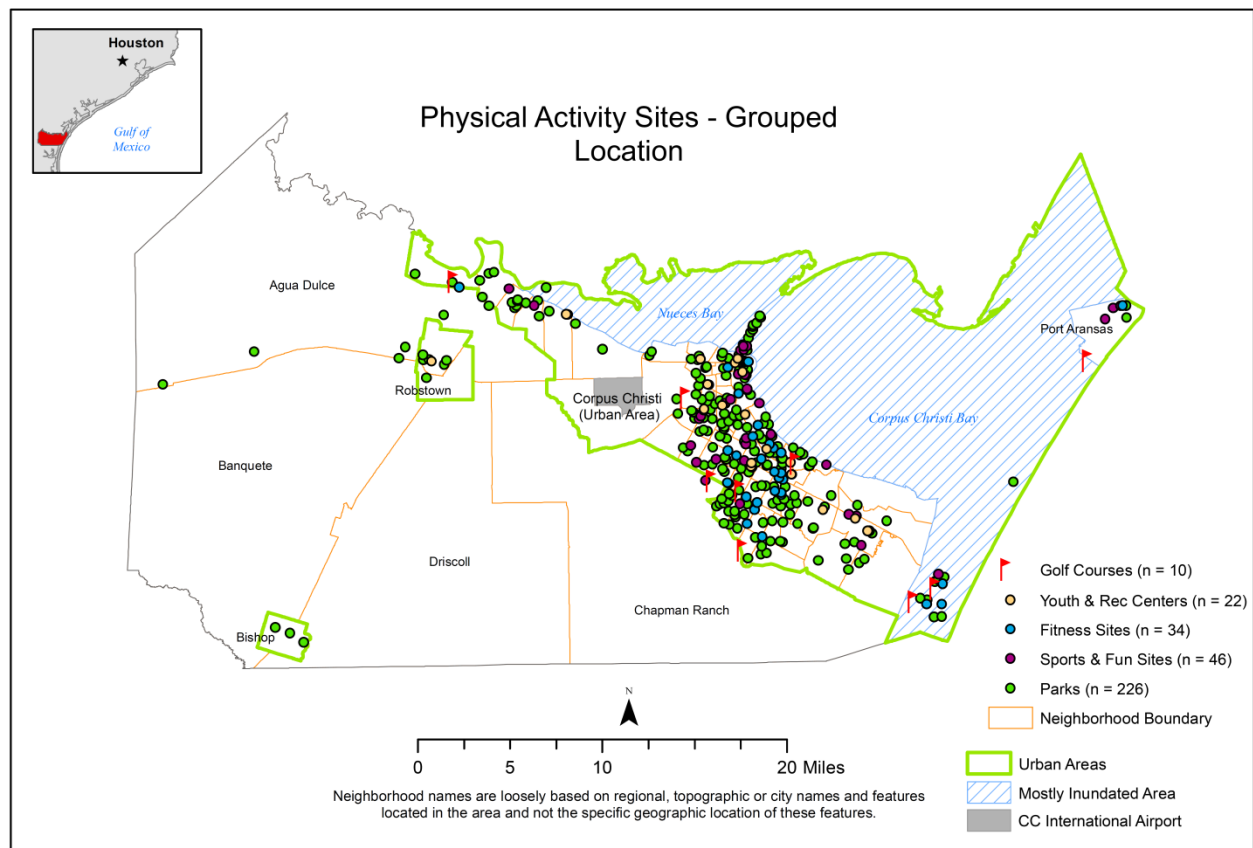 Houston
Gulf of
Mexico
Physical Activity Sites - Grouped
Location
Agua Dulce
Nueces Bay
Port Aransas
Robstown
Corpus Christi
(Urban Area)
Corpus Christi Bay
Banquete
Driscoll
Chapman Ranch
Bishop
Golf Courses (n = 10)
Youth & Rec Centers (n = 22)
Fitness Sites (n = 34)
Sports & Fun Sites (n = 46)
Parks (n = 226)
Neighborhood Boundary
Urban Areas
Mostly Inundated Area
CC International Airport
N
0 5 10 20 Miles
Neighborhood names are loosely based on regional, topographic or city names and features
located in the area and not the specific geographic location of these features.